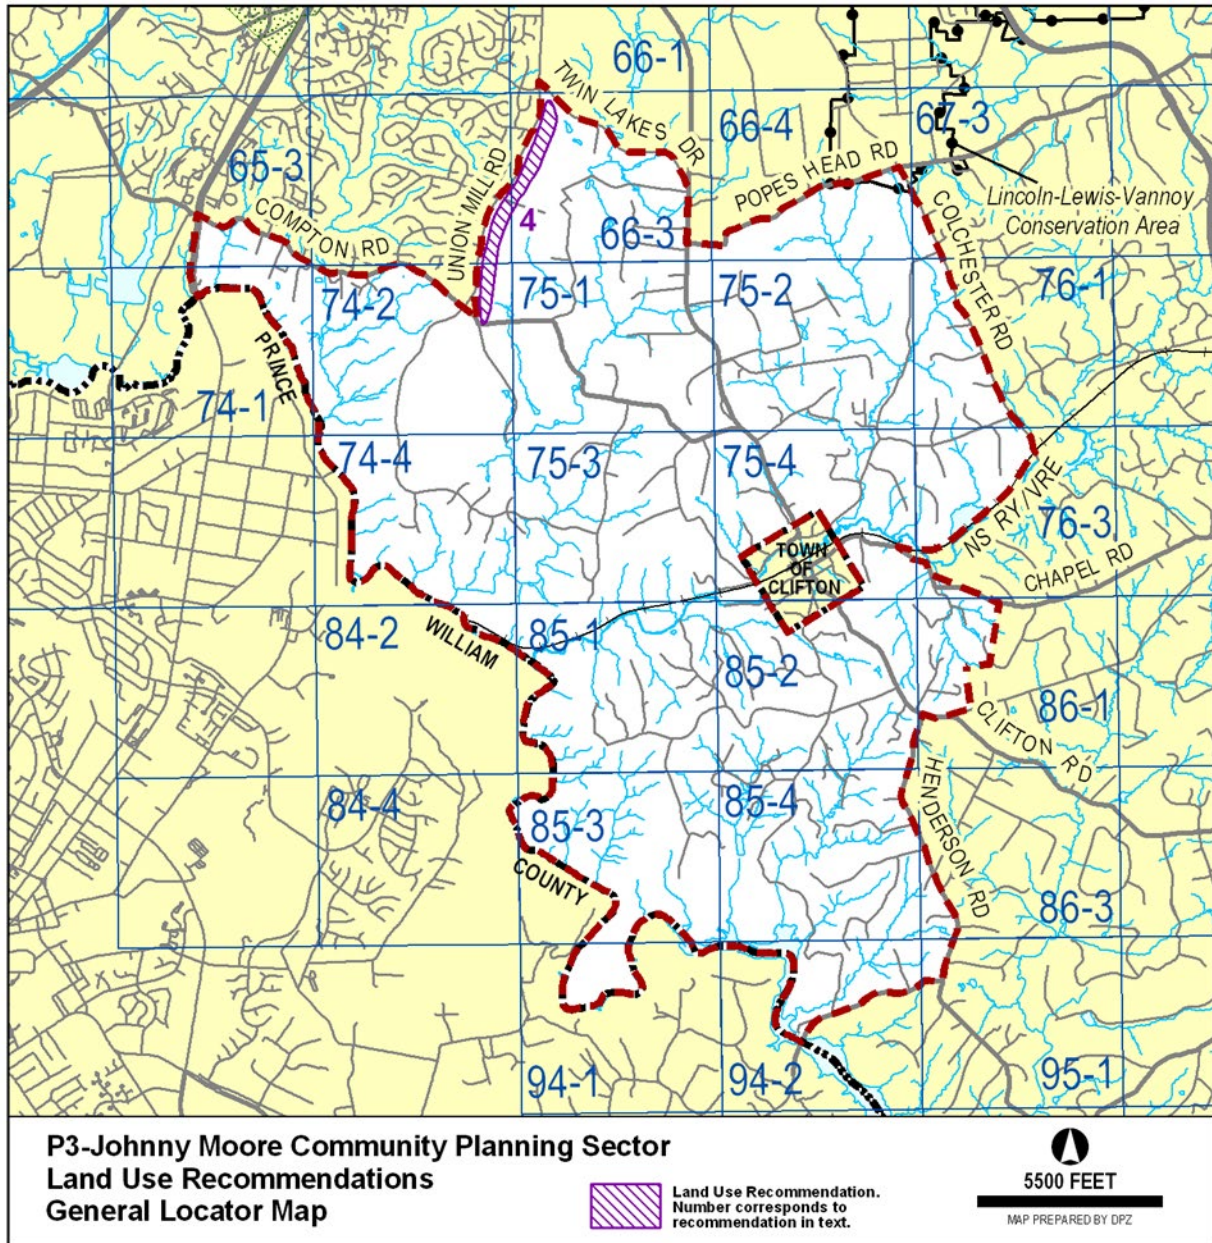 66-1
TWIN LAKES DR
66-4
67-3
65-3
UNION MILL RD
POPES HEAD RD
Lincoln-Lewis-Vannoy
Conservation Area
COMPTON RD
4
66-3
COLCHESTER RD
74-2
75-1
75-2
76-1
PRINCE
74-1
74-4
75-3
75-4
NS RY/VRE
76-3
TOWN
OF
CLIFTON
CHAPEL RD
84-2
WILLIAM
85-1
85-2
86-1
CLIFTON RD
HENDERSON RD
84-4
85-3
85-4
COUNTY
86-3
94-1
94-2
95-1
P3-Johnny Moore Community Planning Sector
Land Use Recommendations
General Locator Map
Land Use Recommendation.
Number corresponds to
recommendation in text.
5500 FEET
MAP PREPARED BY DPZ